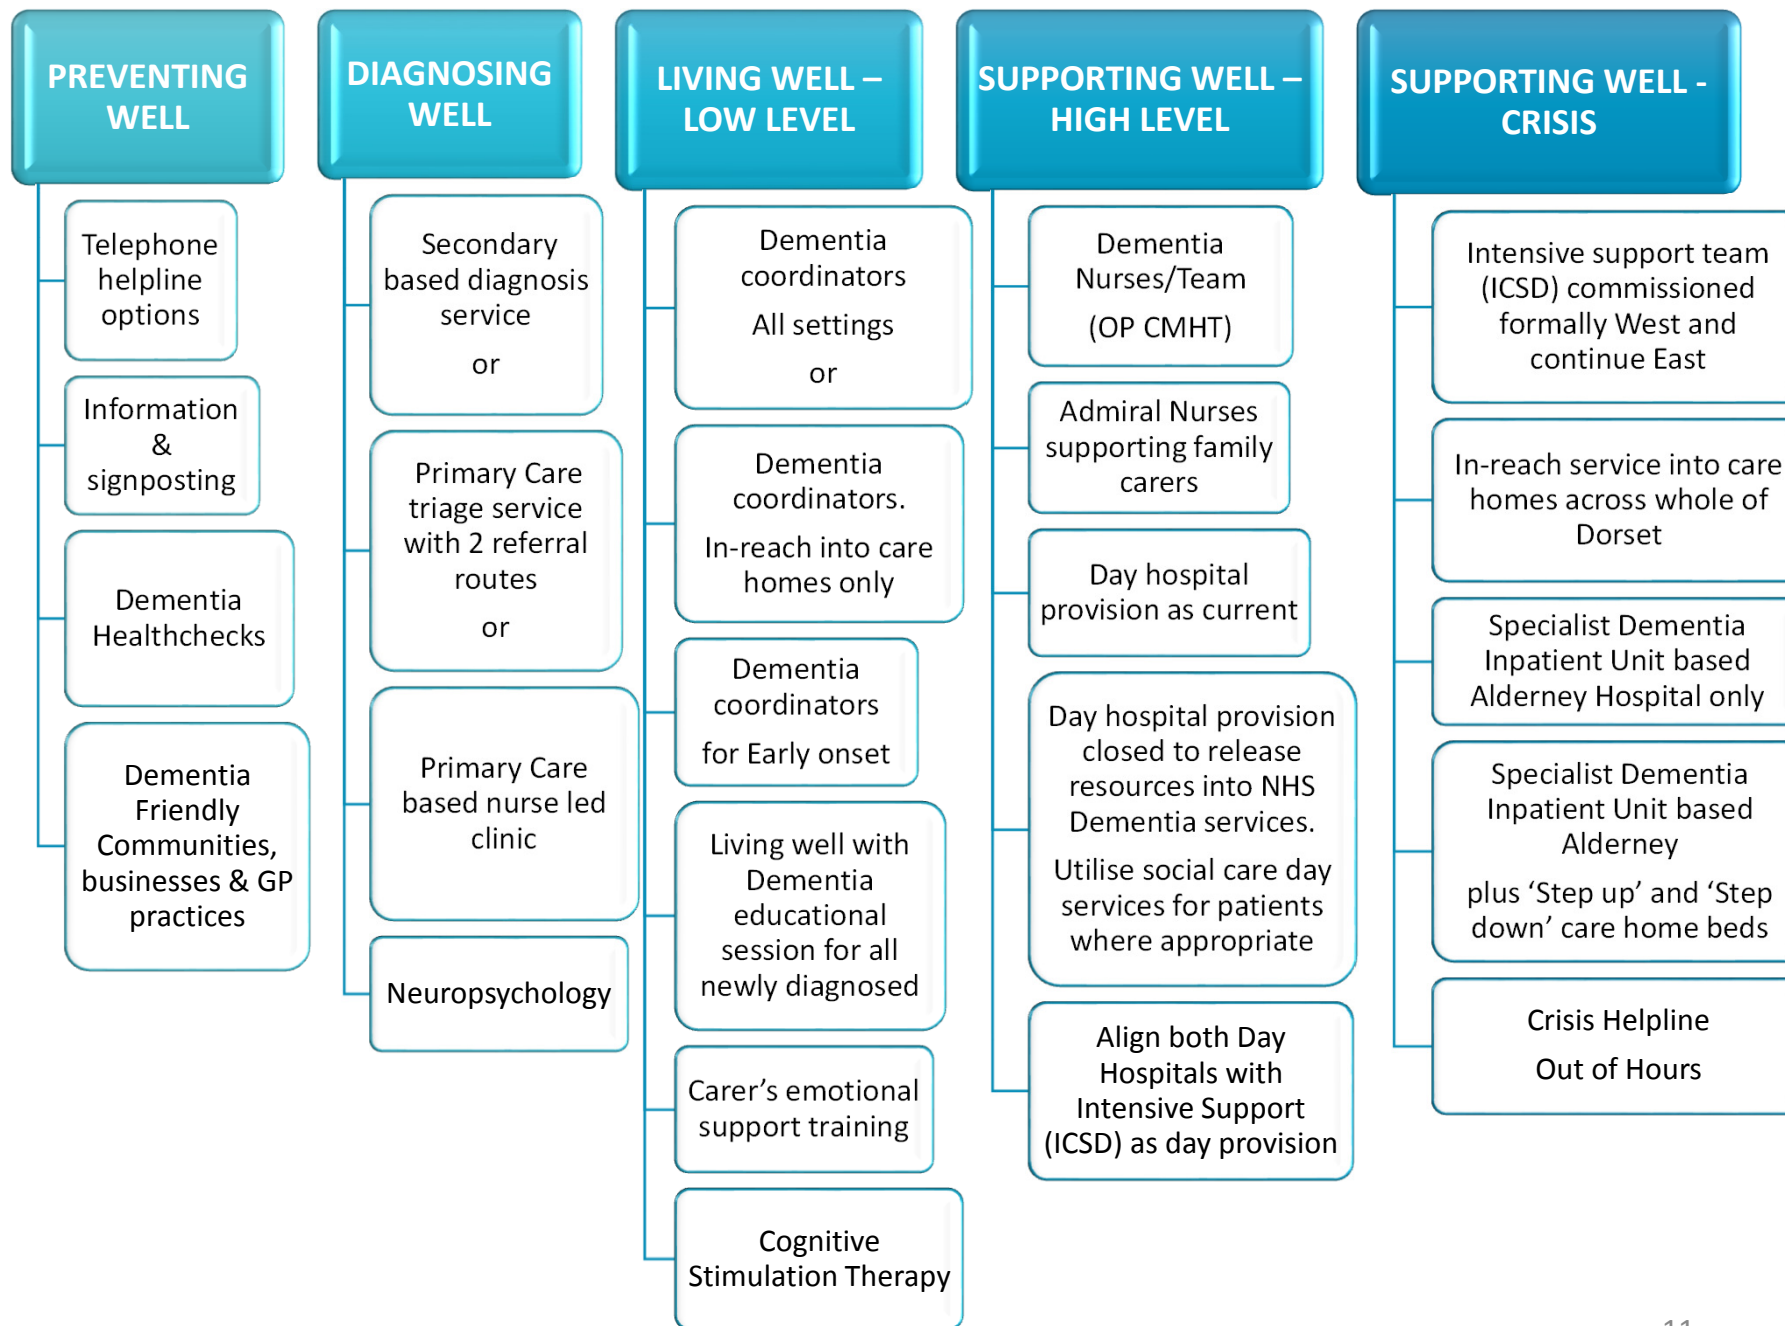 PREVENTING
WELL
Telephone
helpline
options
Information
&
signposting
Dementia
Healthchecks
Dementia
Friendly
Communities,
businesses & GP
practices
DIAGNOSING
WELL
Secondary
based diagnosis
service
or
Primary Care
triage service
with 2 referral
routes
or
Primary Care
based nurse led
clinic
Neuropsychology
LIVING WELL –
LOW LEVEL
Dementia
coordinators
All settings
or
Dementia
coordinators.
In-reach into care
homes only
Dementia
coordinators
for Early onset
Living well with
Dementia
educational
session for all
newly diagnosed
Carer’s emotional
support training
Cognitive
Stimulation Therapy
SUPPORTING WELL –
HIGH LEVEL
Dementia
Nurses/Team
(OP CMHT)
Admiral Nurses
supporting family
carers
Day hospital
provision as current
Day hospital provision
closed to release
resources into NHS
Dementia services.
Utilise social care day
services for patients
where appropriate
Align both Day
Hospitals with
Intensive Support
(ICSD) as day provision
SUPPORTING WELL -
CRISIS
Intensive support team
(ICSD) commissioned
formally West and
continue East
In-reach service into care
homes across whole of
Dorset
Specialist Dementia
Inpatient Unit based
Alderney Hospital only
Specialist Dementia
Inpatient Unit based
Alderney
plus ‘Step up’ and ‘Step
down’ care home beds
Crisis Helpline
Out of Hours
11